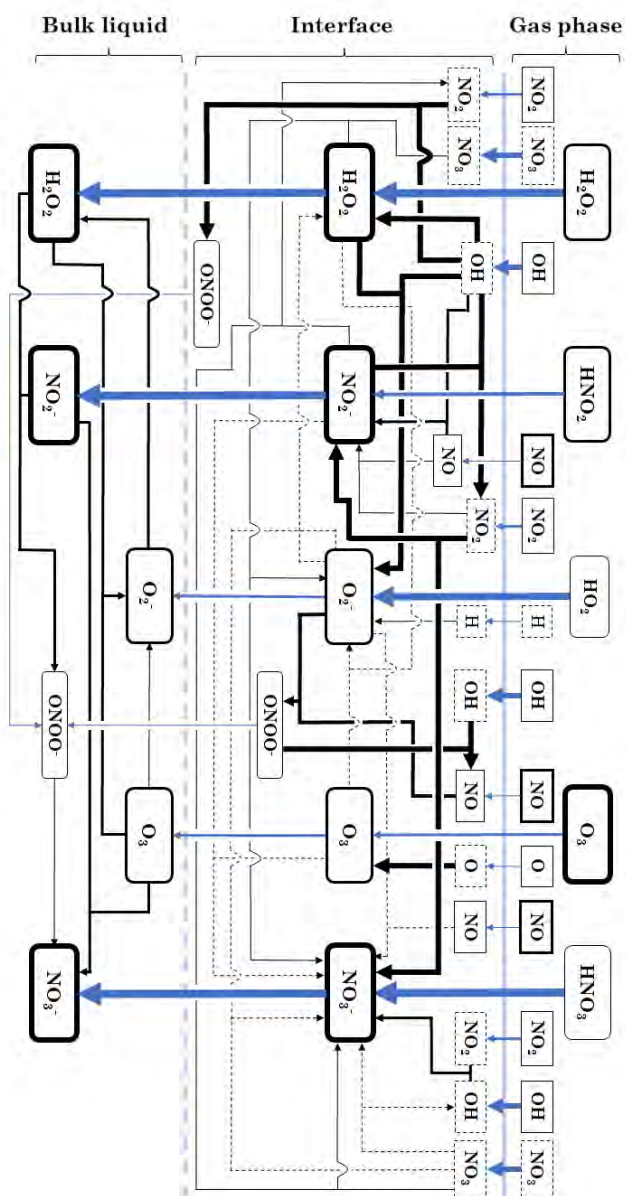 Bulk liquid
Interface
Gas phase
H₂O₂
HNO₂
HO₂
O₃
HNO₃
NO₂
NO₃
OH
NO
NO₂
H
OH
NO
O
NO
NO₂
OH
NO₃
NO₂
NO₃
OH
NO
NO₂
H
OH
NO
O
NO
NO₂
OH
NO₃
H₂O₂
NO₂⁻
O₂⁻
O₃
NO₃⁻
ONOO⁻
ONOO⁻
H₂O₂
NO₂⁻
O₂⁻
ONOO⁻
O₃
NO₃⁻